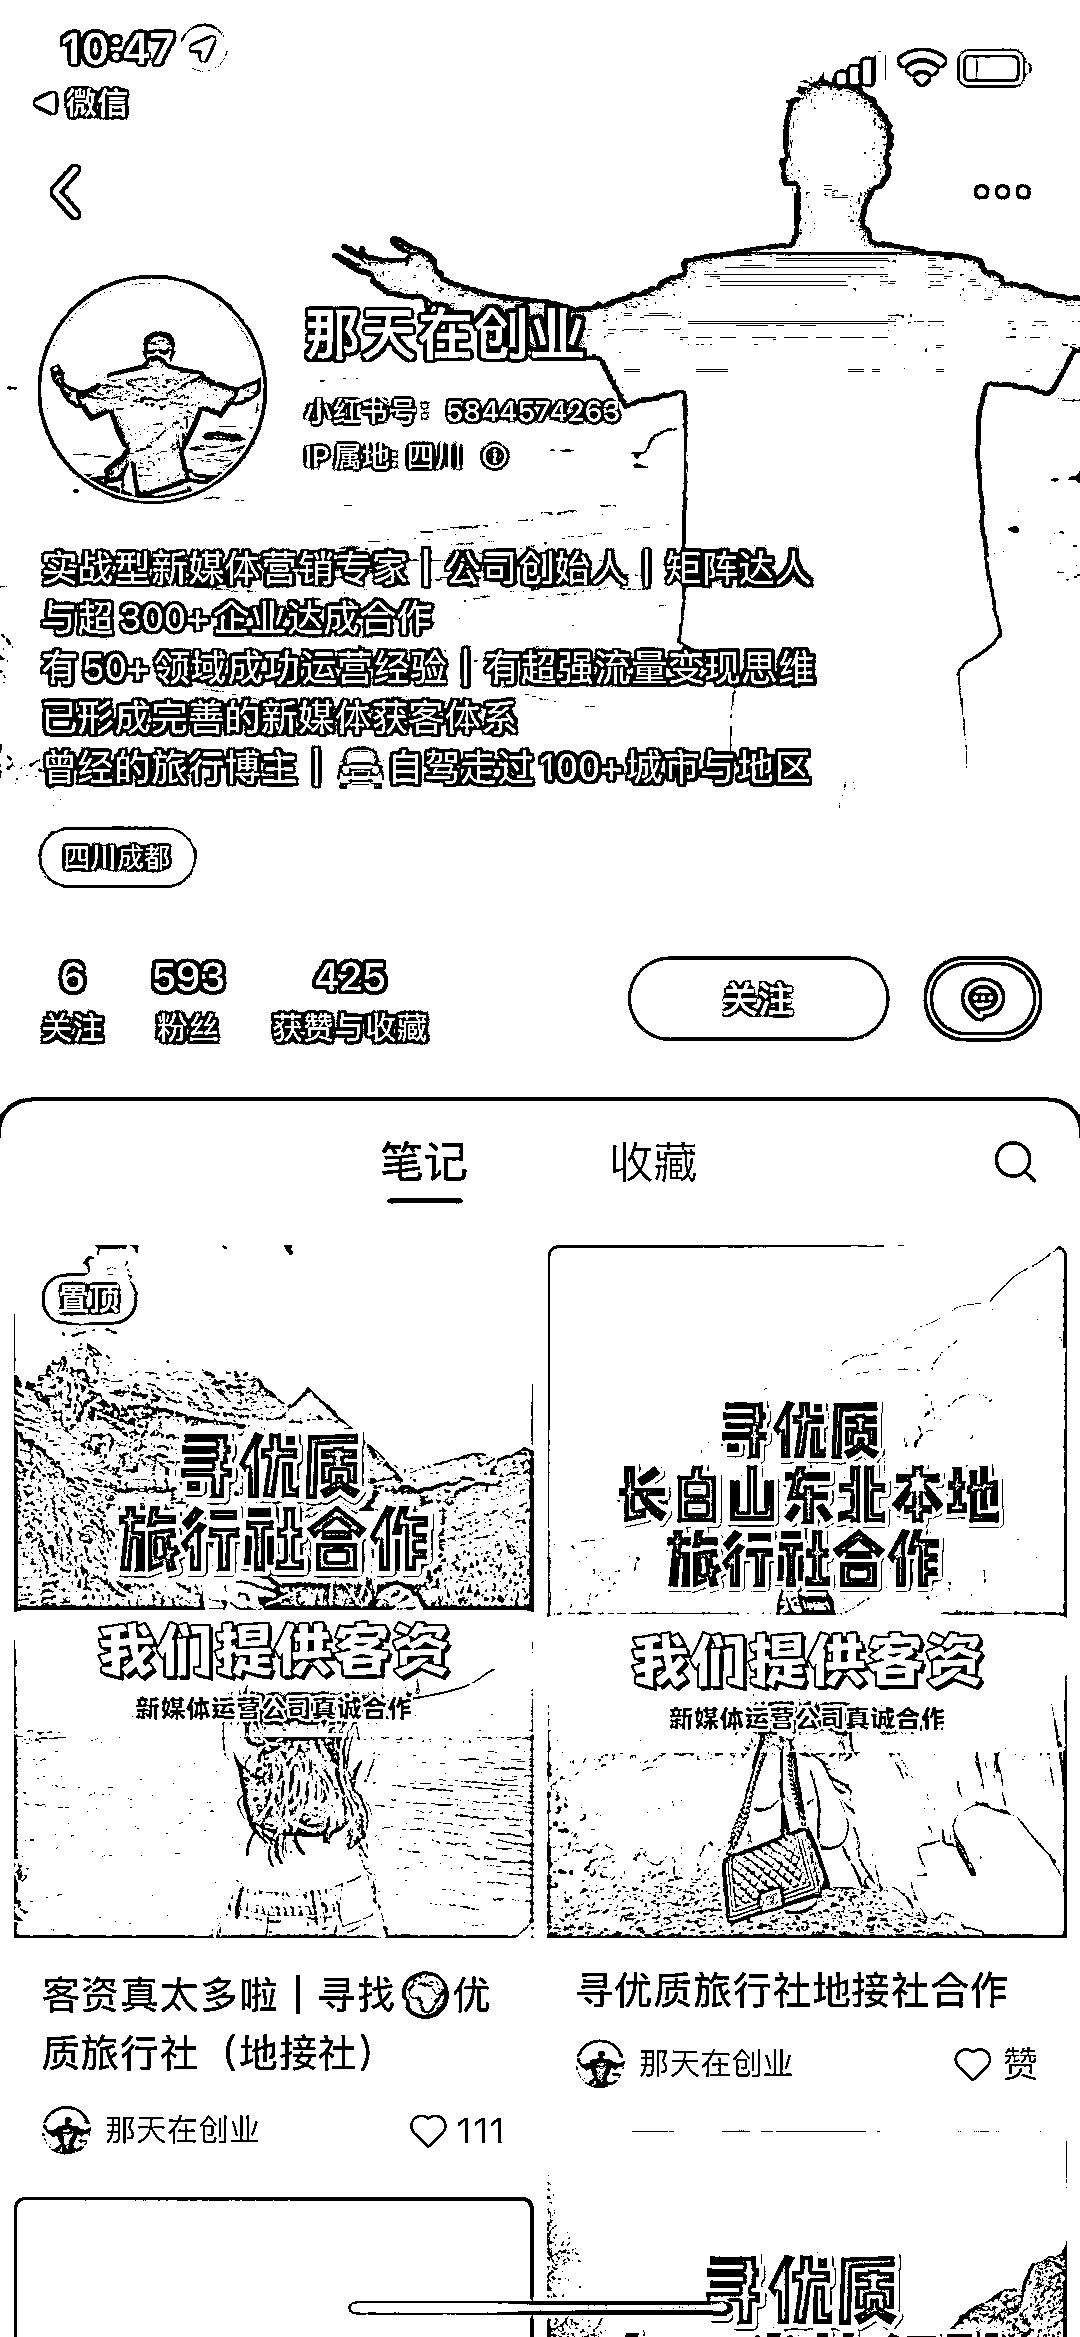 10:47
微信
那天在创业
小红书号: 5844574263
IP属地: 四川
实战型新媒体营销专家｜公司创始人｜矩阵达人
与超300+企业达成合作
有50+领域成功运营经验｜有超强流量变现思维
已形成完善的新媒体获客体系
曾经的旅行博主｜🚘自驾走过100+城市与地区
四川成都
6 593 425
关注 粉丝 获赞与收藏
关注
笔记 收藏
置顶
寻优质
旅行社合作
我们提供客资
新媒体运营公司真诚合作
寻优质
长白山东北本地
旅行社合作
我们提供客资
新媒体运营公司真诚合作
客资真太多啦｜寻找🌍优
质旅行社（地接社）
那天在创业 111
寻优质旅行社地接社合作
那天在创业 赞
寻优质